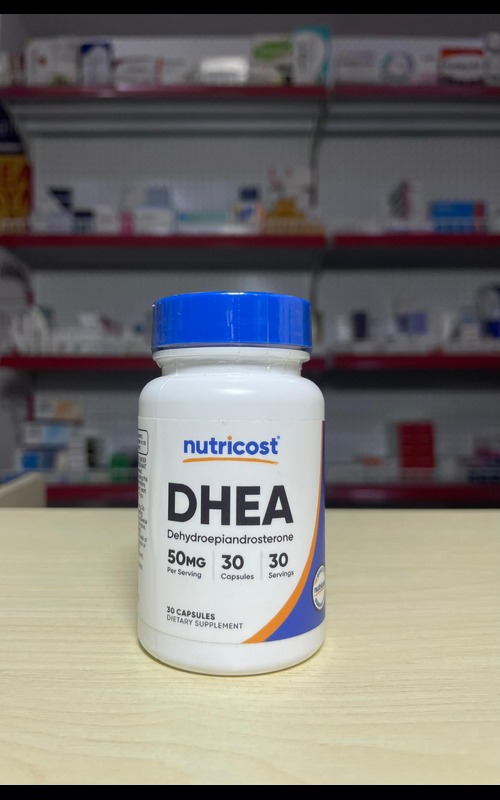 nutricost®
DHEA
Dehydroepiandrosterone
50MG
Per Serving
30
Capsules
30
Servings
30 CAPSULES
DIETARY SUPPLEMENT